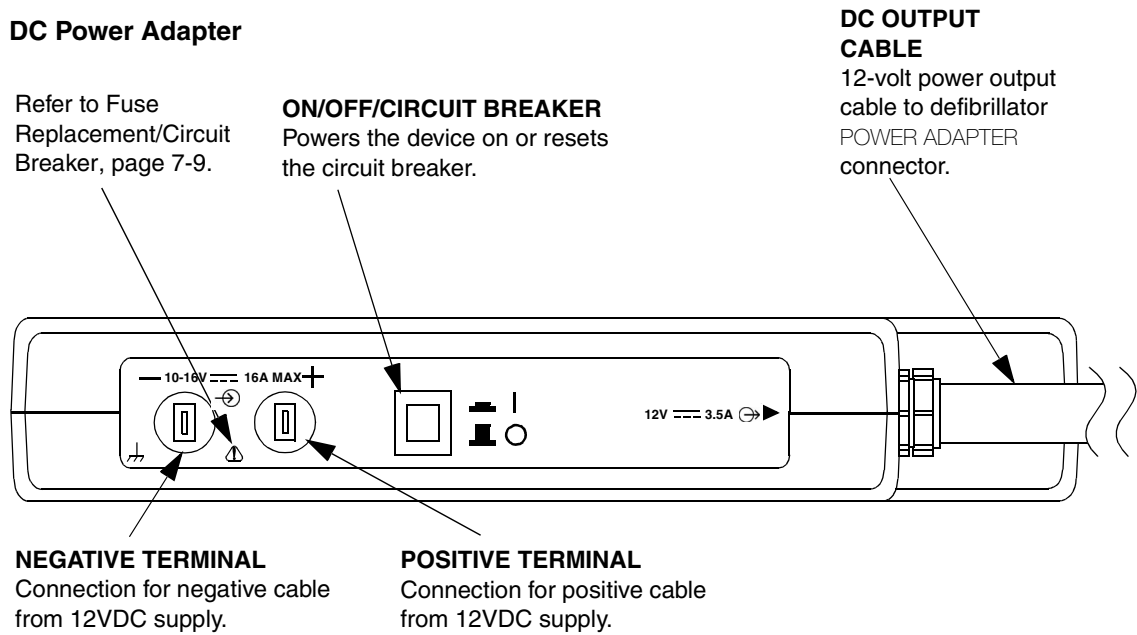 DC Power Adapter
Refer to Fuse
Replacement/Circuit
Breaker, page 7-9.
ON/OFF/CIRCUIT BREAKER
Powers the device on or resets
the circuit breaker.
DC OUTPUT
CABLE
12-volt power output
cable to defibrillator
POWER ADAPTER
connector.
10-16V 16A MAX
12V 3.5A
NEGATIVE TERMINAL
Connection for negative cable
from 12VDC supply.
POSITIVE TERMINAL
Connection for positive cable
from 12VDC supply.